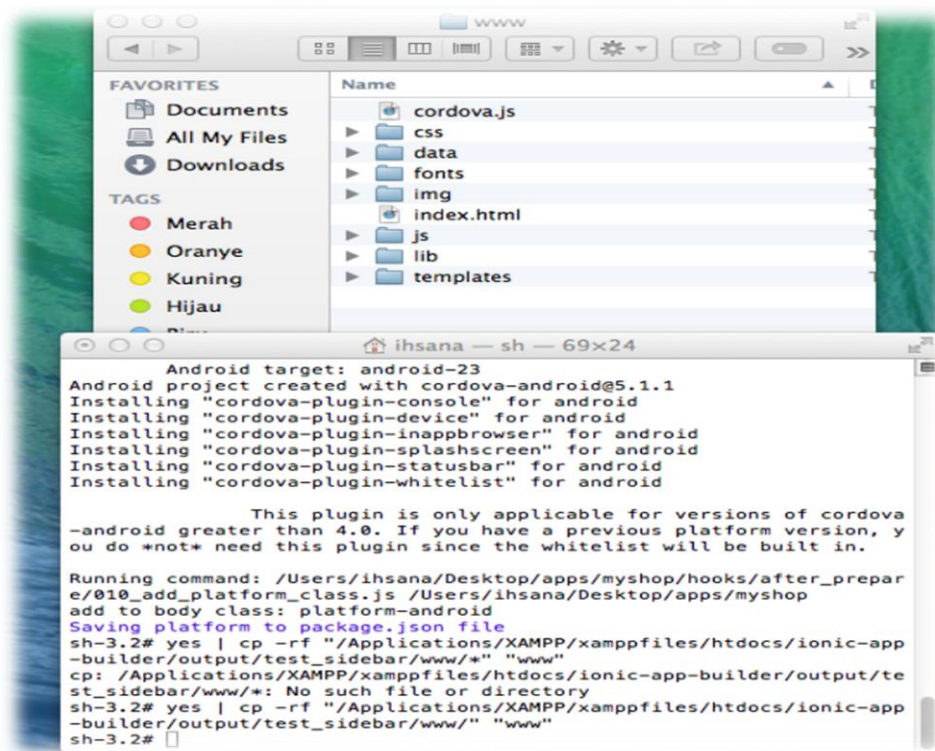 www
FAVORITES
Name
Documents
All My Files
Downloads
TAGS
Merah
Oranye
Kuning
Hijau
cordova.js
css
data
fonts
img
index.html
js
lib
templates
ihsana — sh — 69×24
Android target: android-23
Android project created with cordova-android@5.1.1
Installing "cordova-plugin-console" for android
Installing "cordova-plugin-device" for android
Installing "cordova-plugin-inappbrowser" for android
Installing "cordova-plugin-splashscreen" for android
Installing "cordova-plugin-statusbar" for android
Installing "cordova-plugin-whitelist" for android
This plugin is only applicable for versions of cordova
-android greater than 4.0. If you have a previous platform version, y
ou do *not* need this plugin since the whitelist will be built in.
Running command: /Users/ihsana/Desktop/apps/myshop/hooks/after_prepar
e/010_add_platform_class.js /Users/ihsana/Desktop/apps/myshop
add to body class: platform-android
Saving platform to package.json file
sh-3.2# yes | cp -rf "/Applications/XAMPP/xamppfiles/htdocs/ionic-app
-builder/output/test_sidebar/www/*" "www"
cp: /Applications/XAMPP/xamppfiles/htdocs/ionic-app-builder/output/te
st_sidebar/www/*: No such file or directory
sh-3.2# yes | cp -rf "/Applications/XAMPP/xamppfiles/htdocs/ionic-app
-builder/output/test_sidebar/www/" "www"
sh-3.2#